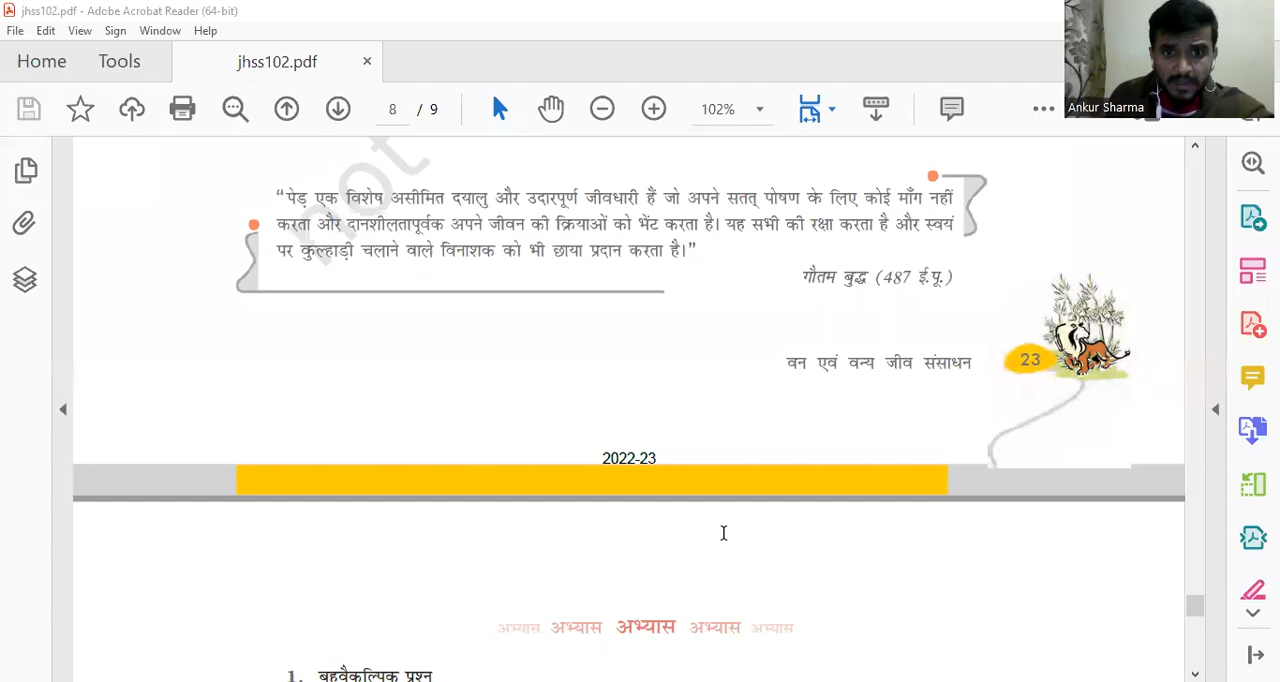 jhss102.pdf - Adobe Acrobat Reader (64-bit)
File Edit View Sign Window Help
Home Tools jhss102.pdf ×
8 / 9 102%
Ankur Sharma
not
“पेड़ एक विशेष असीमित दयालु और उदारपूर्ण जीवधारी हैं जो अपने सतत् पोषण के लिए कोई माँग नहीं
करता और दानशीलतापूर्वक अपने जीवन की क्रियाओं को भेंट करता है। यह सभी की रक्षा करता है और स्वयं
पर कुल्हाड़ी चलाने वाले विनाशक को भी छाया प्रदान करता है।”
गौतम बुद्ध (487 ई.पू.)
वन एवं वन्य जीव संसाधन 23
2022-23
अभ्यास अभ्यास अभ्यास अभ्यास अभ्यास
1. बहुवैकल्पिक प्रश्न